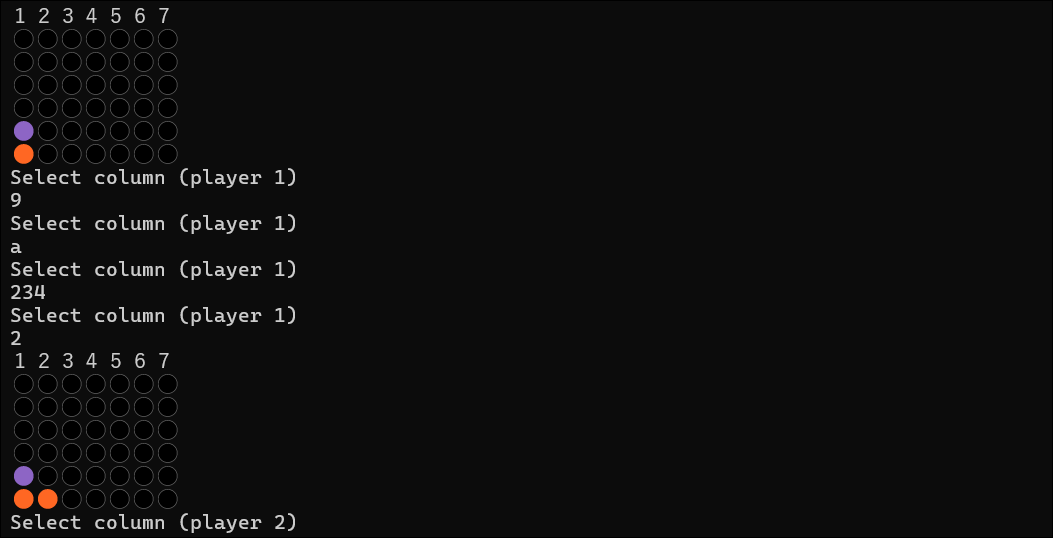 1 2 3 4 5 6 7
Select column (player 1)
9
Select column (player 1)
a
Select column (player 1)
234
Select column (player 1)
2
1 2 3 4 5 6 7
Select column (player 2)